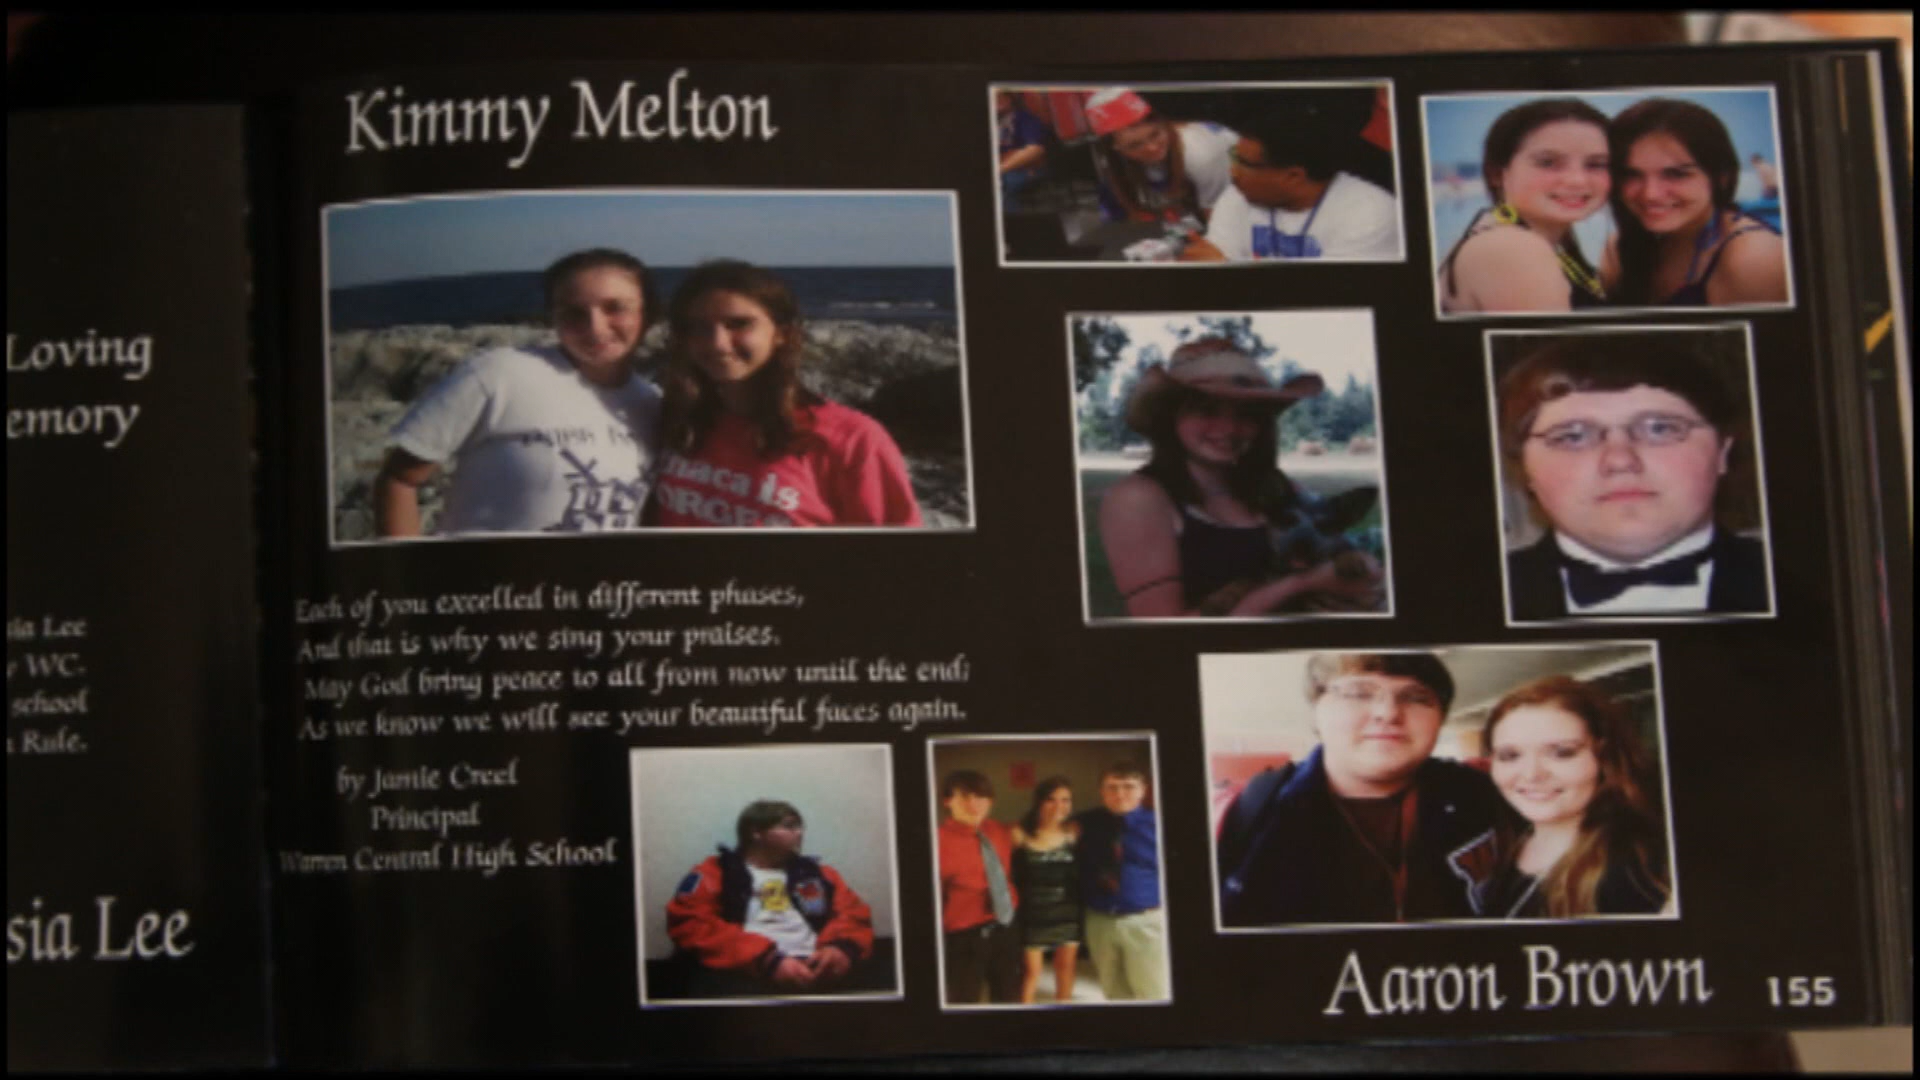 Loving
emory
sia Lee
WC.
school
Rule.
sia Lee
Kimmy Melton
naca is
ORGES
Each of you excelled in different phases,
And that is why we sing your praises.
May God bring peace to all from now until the end;
As we know we will see your beautiful faces again.
by Jamie Creel
Principal
Warren Central High School
Aaron Brown
155